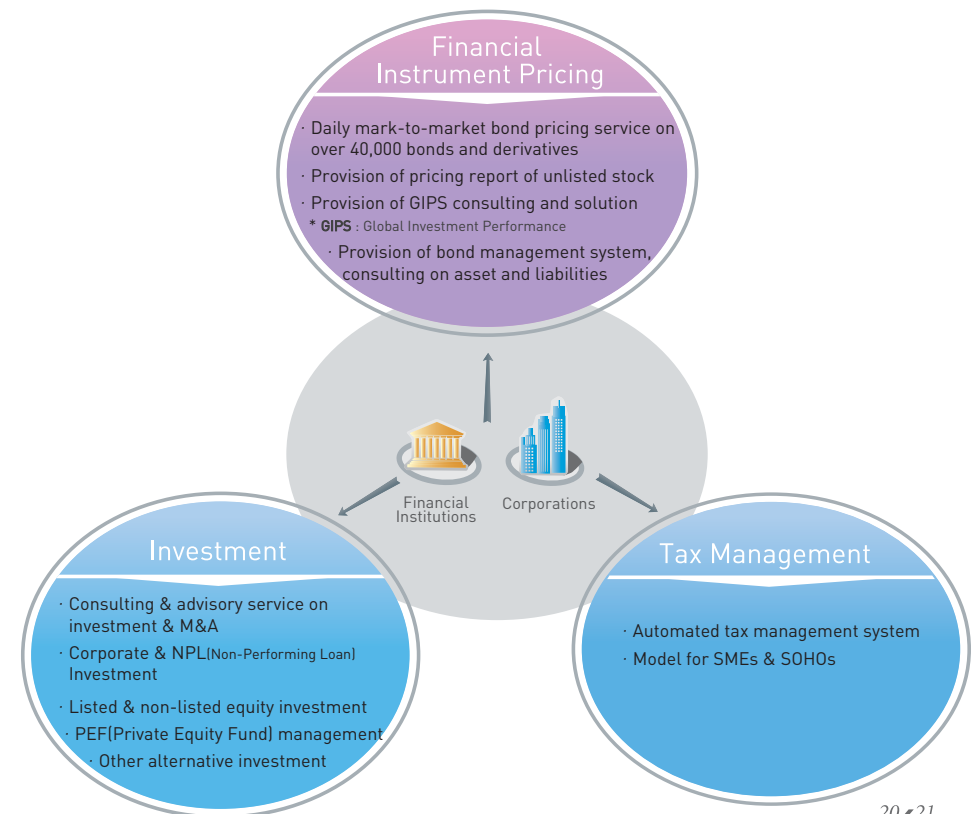 Financial
Instrument Pricing
· Daily mark-to-market bond pricing service on
over 40,000 bonds and derivatives
· Provision of pricing report of unlisted stock
· Provision of GIPS consulting and solution
* GIPS : Global Investment Performance
· Provision of bond management system,
consulting on asset and liabilities
Financial
Institutions
Corporations
Investment
· Consulting & advisory service on
investment & M&A
· Corporate & NPL(Non-Performing Loan)
Investment
· Listed & non-listed equity investment
· PEF(Private Equity Fund) management
· Other alternative investment
Tax Management
· Automated tax management system
· Model for SMEs & SOHOs
20 21